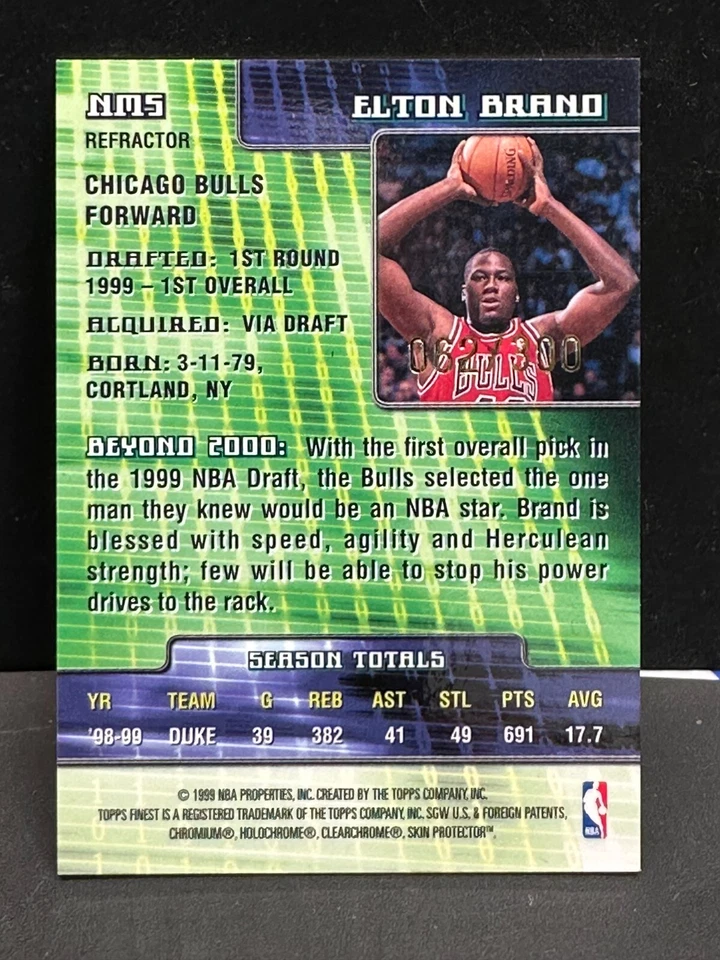 NM5
ELTON BRAND
REFRACTOR
CHICAGO BULLS
FORWARD
DRAFTED: 1ST ROUND
1999 – 1ST OVERALL
ACQUIRED: VIA DRAFT
BORN: 3-11-79,
CORTLAND, NY
SPALDING
062/300
BULLS
BEYOND 2000: With the first overall pick in
the 1999 NBA Draft, the Bulls selected the one
man they knew would be an NBA star. Brand is
blessed with speed, agility and Herculean
strength; few will be able to stop his power
drives to the rack.
SEASON TOTALS
YR TEAM G REB AST STL PTS AVG
'98-99 DUKE 39 382 41 49 691 17.7
© 1999 NBA PROPERTIES, INC. CREATED BY THE TOPPS COMPANY, INC.
TOPPS FINEST IS A REGISTERED TRADEMARK OF THE TOPPS COMPANY, INC. SGW U.S. & FOREIGN PATENTS,
CHROMIUM®, HOLOCHROME®, CLEARCHROME®, SKIN PROTECTOR™,
NBA